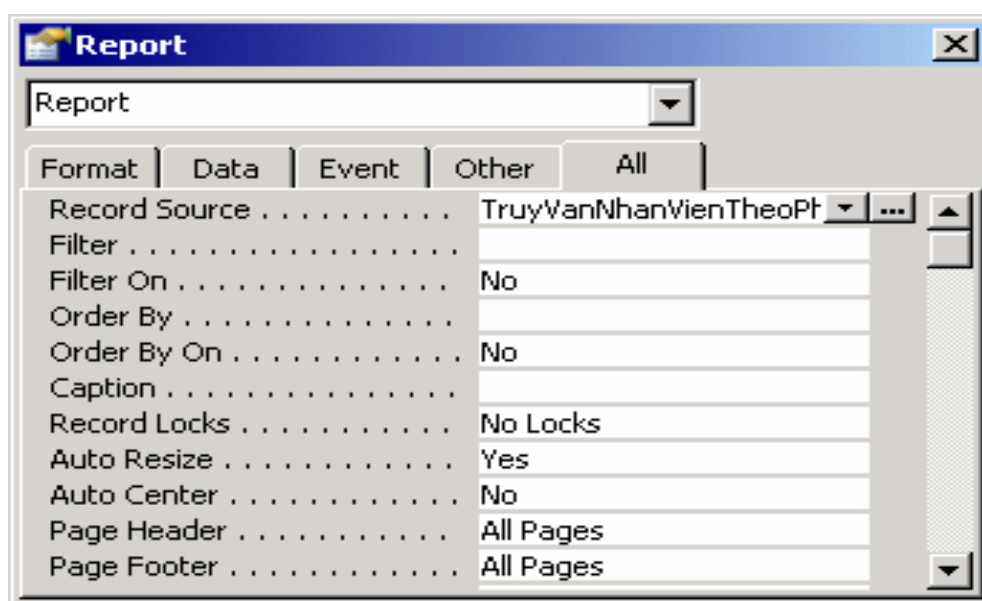 Report
Report
Format Data Event Other All
Record Source . . . . . . . . . . TruyVanNhanVienTheoPh ...
Filter . . . . . . . . . . . . . . . . .
Filter On . . . . . . . . . . . . . . No
Order By . . . . . . . . . . . . . .
Order By On . . . . . . . . . . . . No
Caption . . . . . . . . . . . . . . .
Record Locks . . . . . . . . . . . No Locks
Auto Resize . . . . . . . . . . . . Yes
Auto Center . . . . . . . . . . . . No
Page Header . . . . . . . . . . . All Pages
Page Footer . . . . . . . . . . . . All Pages